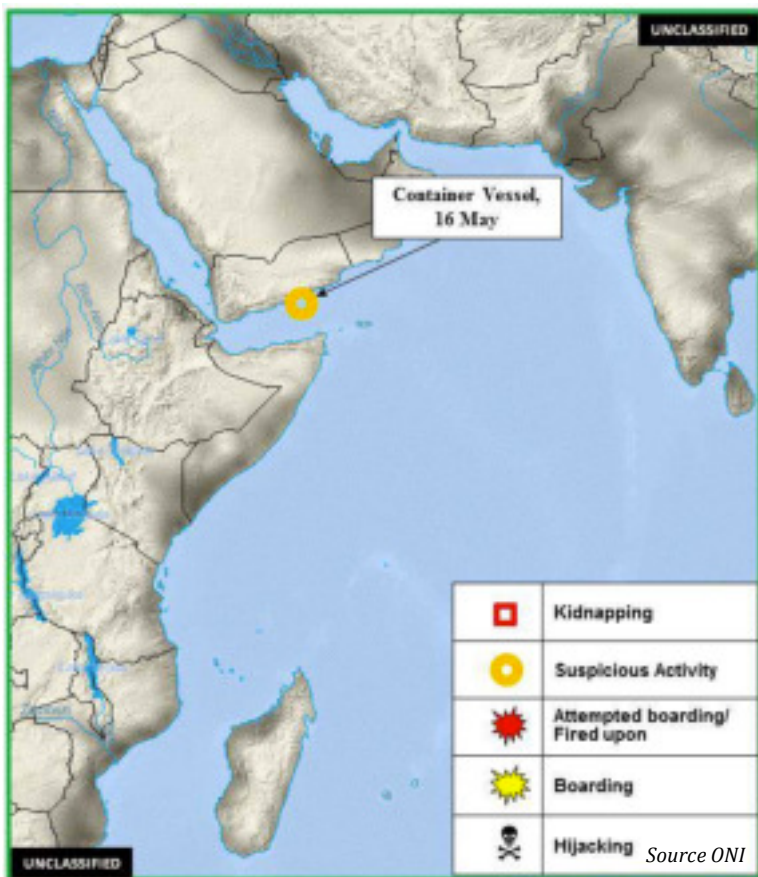 UNCLASSIFIED
Container Vessel,
16 May
Kidnapping
Suspicious Activity
Attempted boarding/
Fired upon
Boarding
Hijacking
Source ONI
UNCLASSIFIED